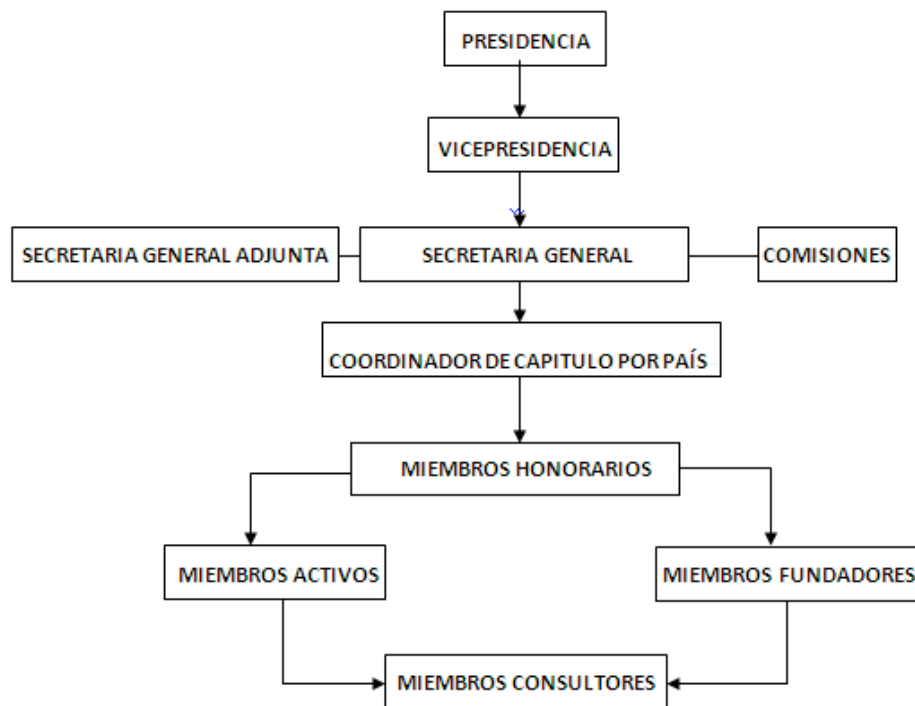 PRESIDENCIA
VICEPRESIDENCIA
SECRETARIA GENERAL ADJUNTA
SECRETARIA GENERAL
COMISIONES
COORDINADOR DE CAPITULO POR PAÍS
MIEMBROS HONORARIOS
MIEMBROS ACTIVOS
MIEMBROS FUNDADORES
MIEMBROS CONSULTORES